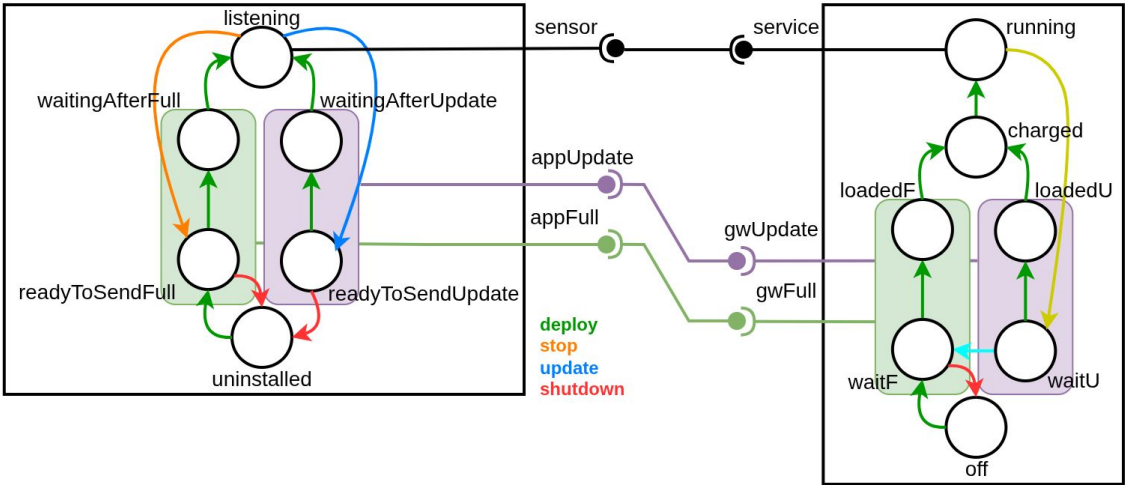 listening
sensor
service
running
waitingAfterFull
waitingAfterUpdate
charged
appUpdate
loadedF
loadedU
appFull
gwUpdate
readyToSendFull
readyToSendUpdate
gwFull
deploy
stop
update
shutdown
uninstalled
waitF
waitU
off